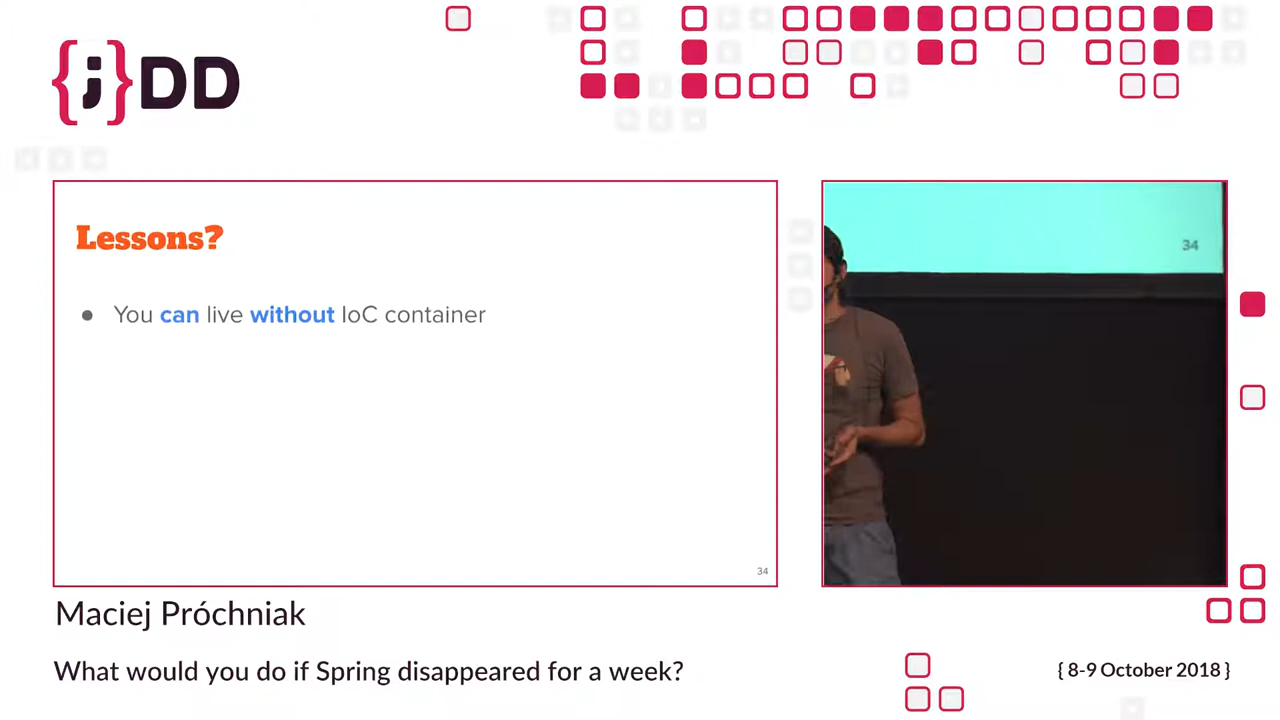 {j}DD
Lessons?
● You can live without IoC container
34
34
Maciej Próchniak
What would you do if Spring disappeared for a week?
{ 8-9 October 2018 }